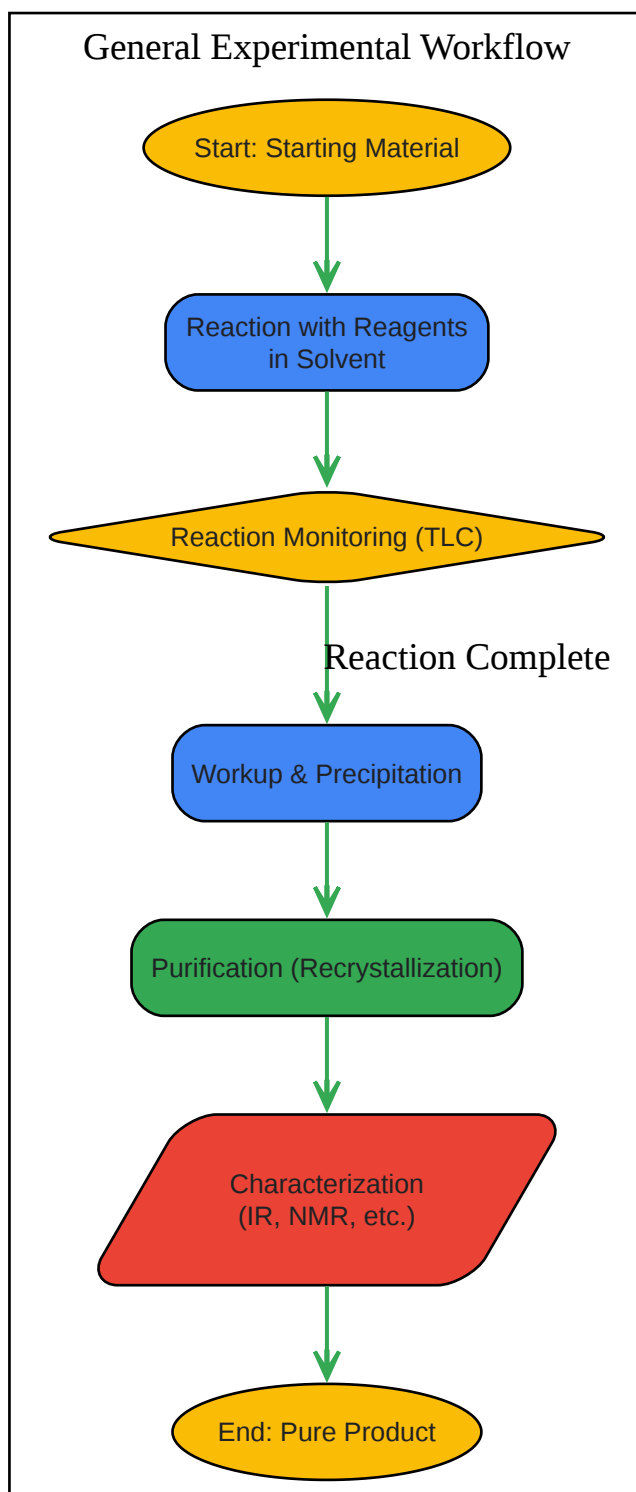 General Experimental Workflow
Start: Starting Material
Reaction with Reagents
in Solvent
Reaction Monitoring (TLC)
Reaction Complete
Workup & Precipitation
Purification (Recrystallization)
Characterization
(IR, NMR, etc.)
End: Pure Product